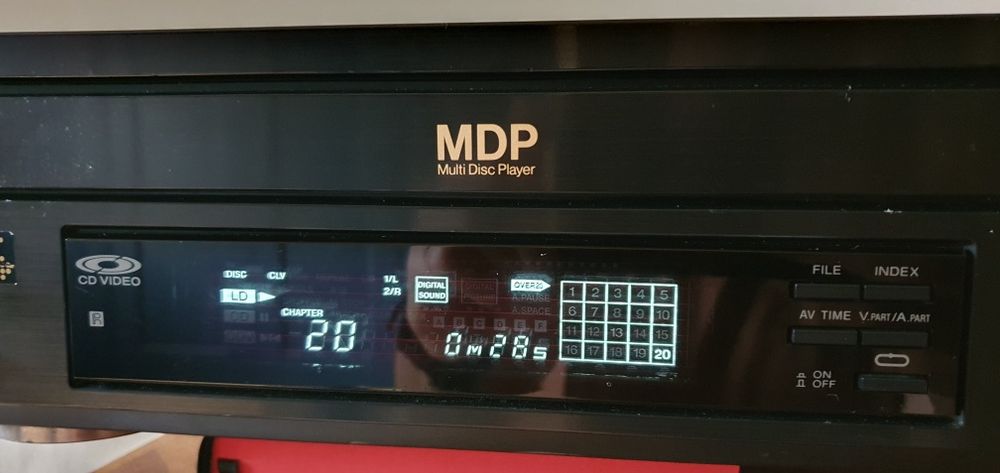 MDP
Multi Disc Player
CD VIDEO
R
DISC CLV
LD
CD
CHAPTER
20
1/L
2/R
DIGITAL
SOUND
OVER20
A.PAUSE
A.SPACE
A B C D E F
0M28S
1 2 3 4 5
6 7 8 9 10
11 12 13 14 15
16 17 18 19 20
FILE INDEX
AV TIME V.PART/A.PART
ON
OFF